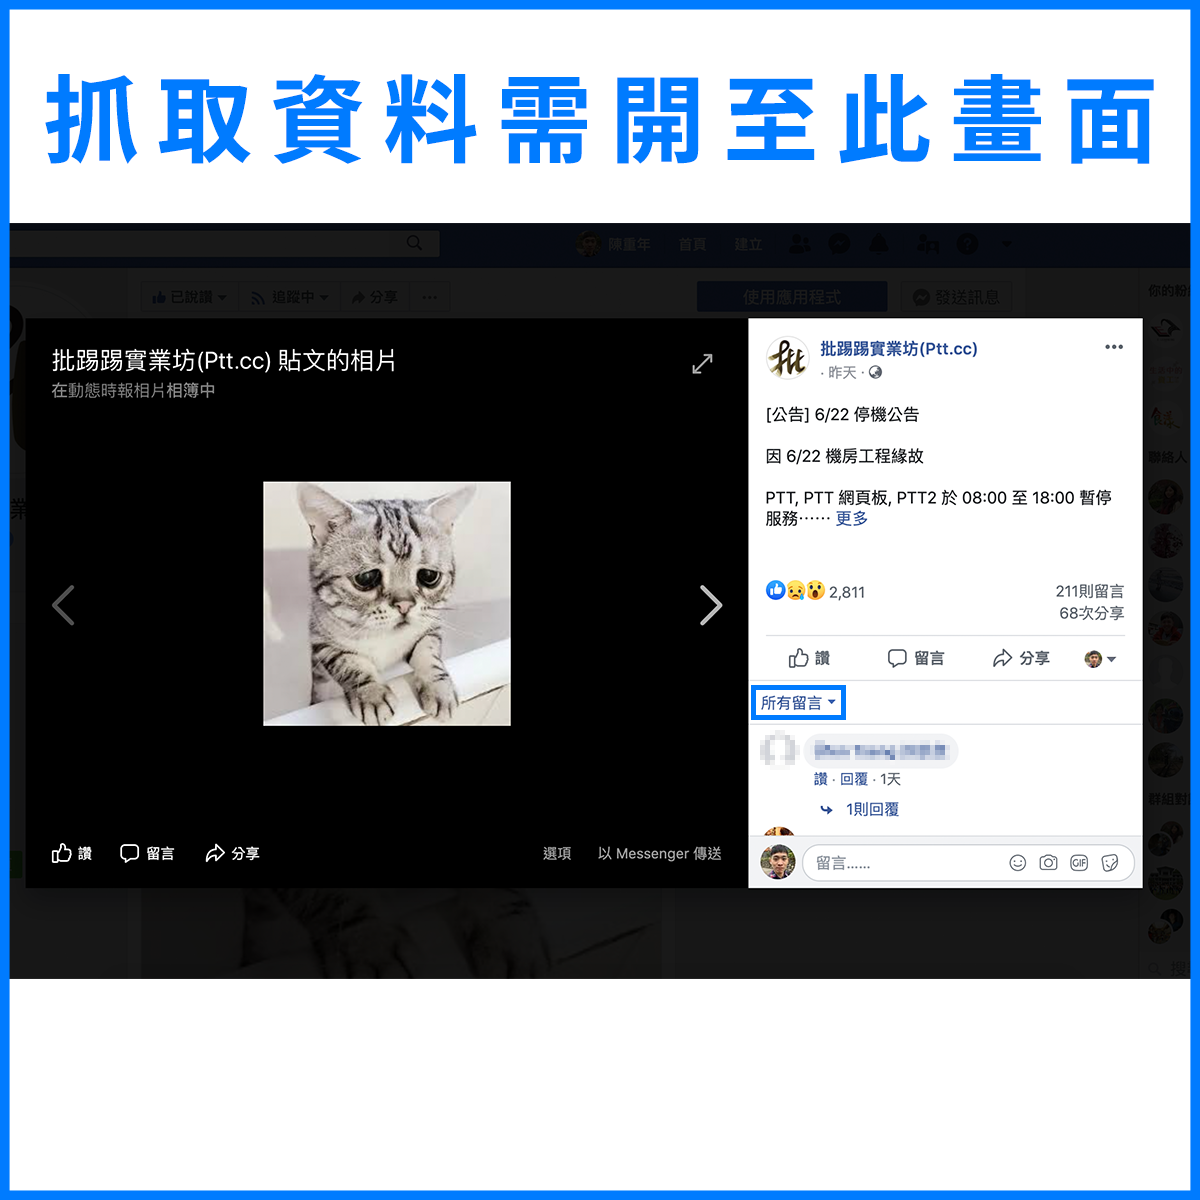 抓取資料需開至此畫面
陳重年 首頁 建立
已說讚 追蹤中 分享 ...
使用應用程式 發送訊息
你的粉
批踢踢實業坊(Ptt.cc) 貼文的相片
在動態時報相片相簿中
讚 留言 分享
選項 以 Messenger 傳送
ptt
批踢踢實業坊(Ptt.cc)
· 昨天 ·
[公告] 6/22 停機公告
因 6/22 機房工程緣故
PTT, PTT 網頁板, PTT2 於 08:00 至 18:00 暫停
服務⋯⋯ 更多
2,811
211則留言
68次分享
讚 留言 分享
所有留言
讚 · 回覆 · 1天
1則回覆
留言......
GIF
聯絡人
群組對